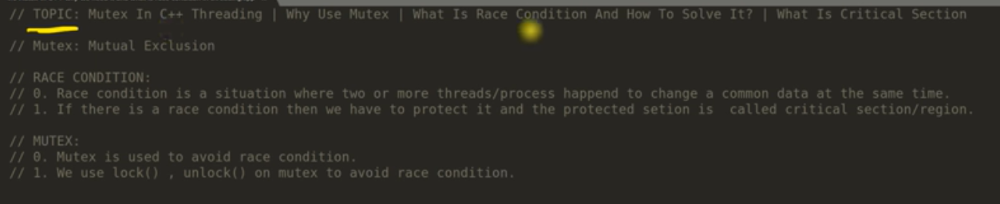 // TOPIC: Mutex In C++ Threading | Why Use Mutex | What Is Race Condition And How To Solve It? | What Is Critical Section
// Mutex: Mutual Exclusion
// RACE CONDITION:
// 0. Race condition is a situation where two or more threads/process happend to change a common data at the same time.
// 1. If there is a race condition then we have to protect it and the protected setion is  called critical section/region.
// MUTEX:
// 0. Mutex is used to avoid race condition.
// 1. We use lock() , unlock() on mutex to avoid race condition.